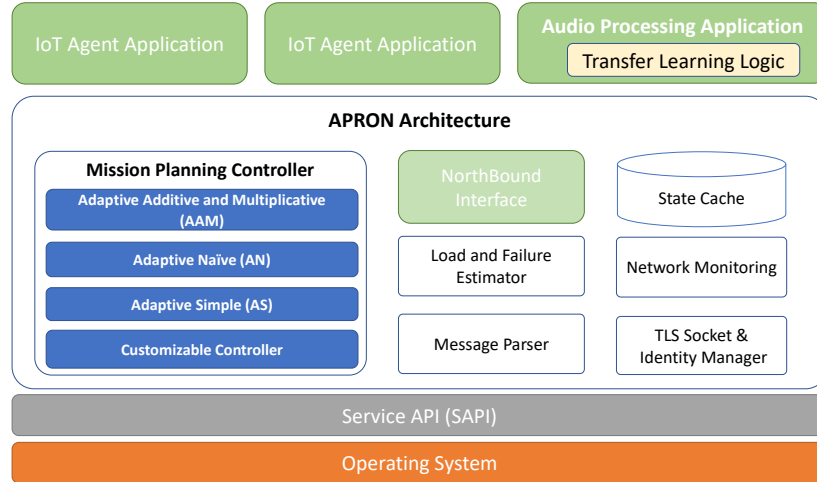 IoT Agent Application
IoT Agent Application
Audio Processing Application
Transfer Learning Logic
APRON Architecture
Mission Planning Controller
Adaptive Additive and Multiplicative
(AAM)
Adaptive Naïve (AN)
Adaptive Simple (AS)
Customizable Controller
NorthBound
Interface
Load and Failure
Estimator
Message Parser
State Cache
Network Monitoring
TLS Socket &
Identity Manager
Service API (SAPI)
Operating System